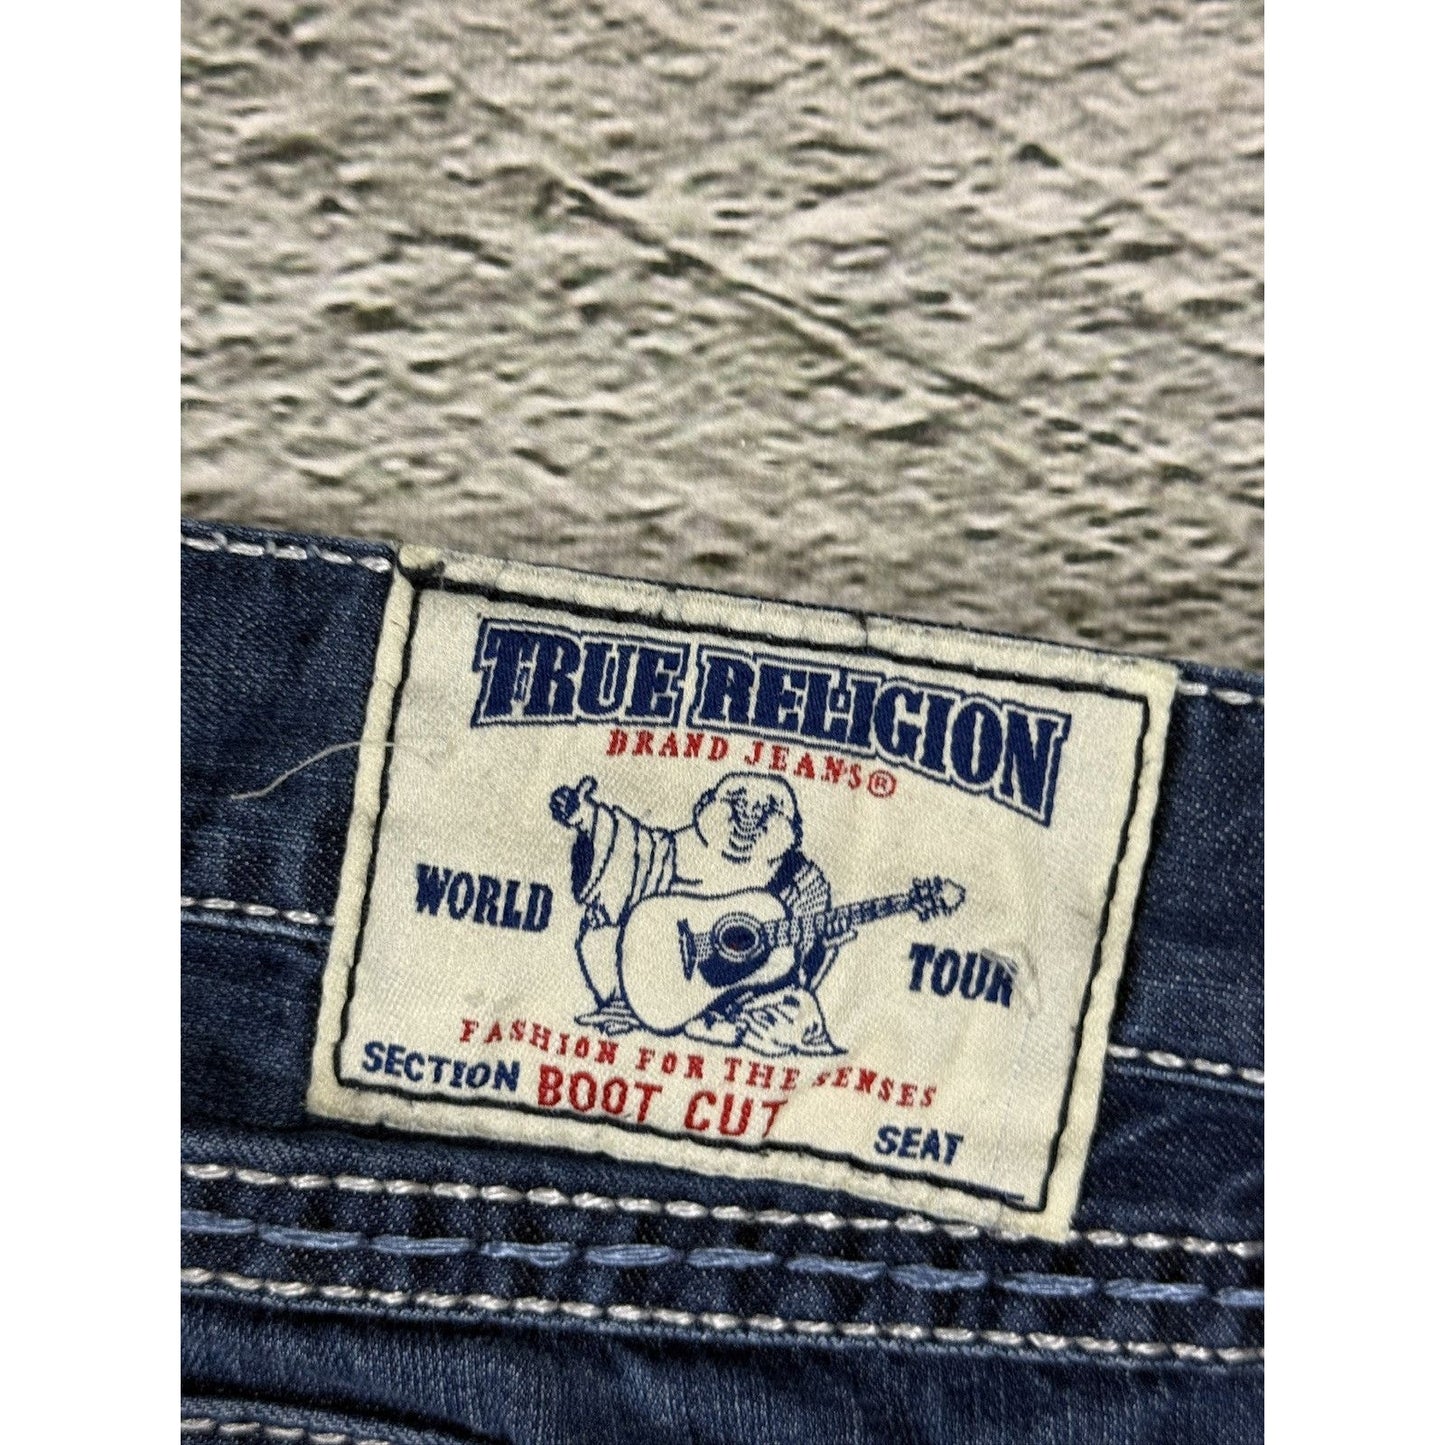 TRUE RELIGION
BRAND JEANS®
WORLD TOUR
FASHION FOR THE SENSES
SECTION BOOT CUT SEAT